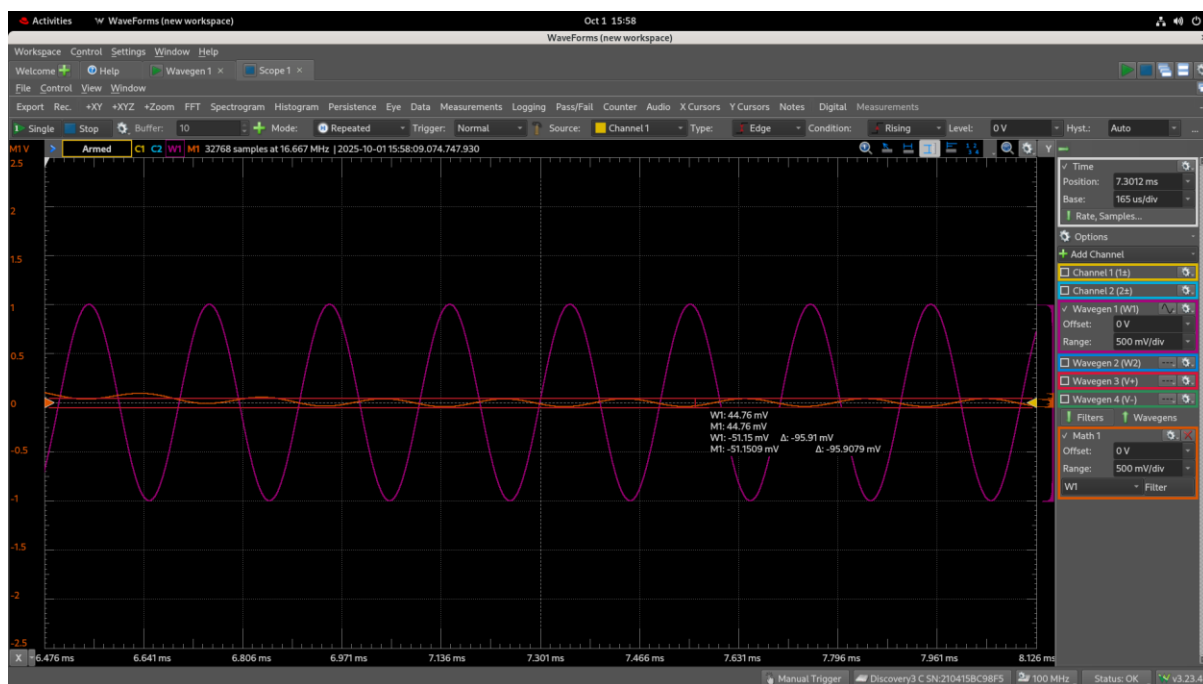 Activities WaveForms (new workspace) Oct 1 15:58
WaveForms (new workspace)
Workspace Control Settings Window Help
Welcome Help Wavegen 1 × Scope 1 ×
File Control View Window
Export Rec. +XY +XYZ +Zoom FFT Spectrogram Histogram Persistence Eye Data Measurements Logging Pass/Fail Counter Audio X Cursors Y Cursors Notes Digital Measurements
Single Stop Buffer: 10 Mode: Repeated Trigger: Normal Source: Channel 1 Type: Edge Condition: Rising Level: 0 V Hyst.: Auto
M1 V Armed C1 C2 W1 M1 32768 samples at 16.667 MHz | 2025-10-01 15:58:09.074.747.930 Y
2.5
2
1.5
1
0.5
0
-0.5
-1
-1.5
-2
-2.5
W1: 44.76 mV
M1: 44.76 mV
W1: -51.15 mV Δ: -95.91 mV
M1: -51.1509 mV Δ: -95.9079 mV
X 6.476 ms 6.641 ms 6.806 ms 6.971 ms 7.136 ms 7.301 ms 7.466 ms 7.631 ms 7.796 ms 7.961 ms 8.126 ms
Time
Position: 7.3012 ms
Base: 165 us/div
Rate, Samples...
Options
Add Channel
Channel 1 (1±)
Channel 2 (2±)
Wavegen 1 (W1)
Offset: 0 V
Range: 500 mV/div
Wavegen 2 (W2)
Wavegen 3 (V+)
Wavegen 4 (V-)
Filters Wavegens
Math 1
Offset: 0 V
Range: 500 mV/div
W1 Filter
Manual Trigger Discovery3 C SN:210415BC98F5 100 MHz Status: OK v3.23.4